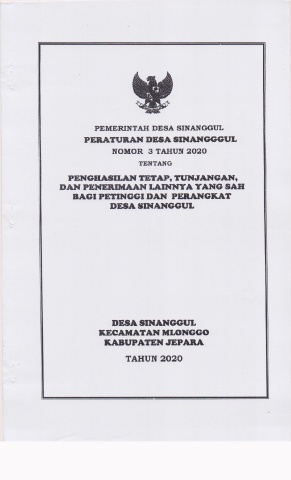 PEMERINTAH DESA SINANGGUL
PERATURAN DESA SINANGGGUL
NOMOR 3 TAHUN 2020
TENTANG
PENGHASILAN TETAP, TUNJANGAN,
DAN PENERIMAAN LAINNYA YANG SAH
BAGI PETINGGI DAN PERANGKAT
DESA SINANGGUL
DESA SINANGGUL
KECAMATAN MLONGGO
KABUPATEN JEPARA
TAHUN 2020